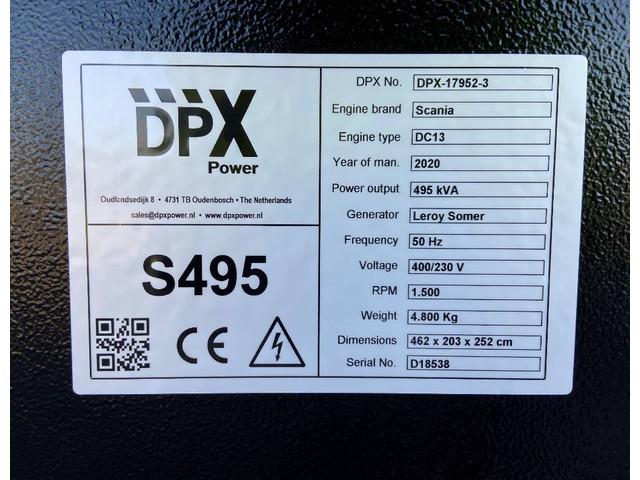 DPX
Power
Oudlandsedijk 8 • 4731 TB Oudenbosch • The Netherlands
sales@dpxpower.nl • www.dpxpower.nl
S495
CE
DPX No. DPX-17952-3
Engine brand Scania
Engine type DC13
Year of man. 2020
Power output 495 kVA
Generator Leroy Somer
Frequency 50 Hz
Voltage 400/230 V
RPM 1.500
Weight 4.800 Kg
Dimensions 462 x 203 x 252 cm
Serial No. D18538